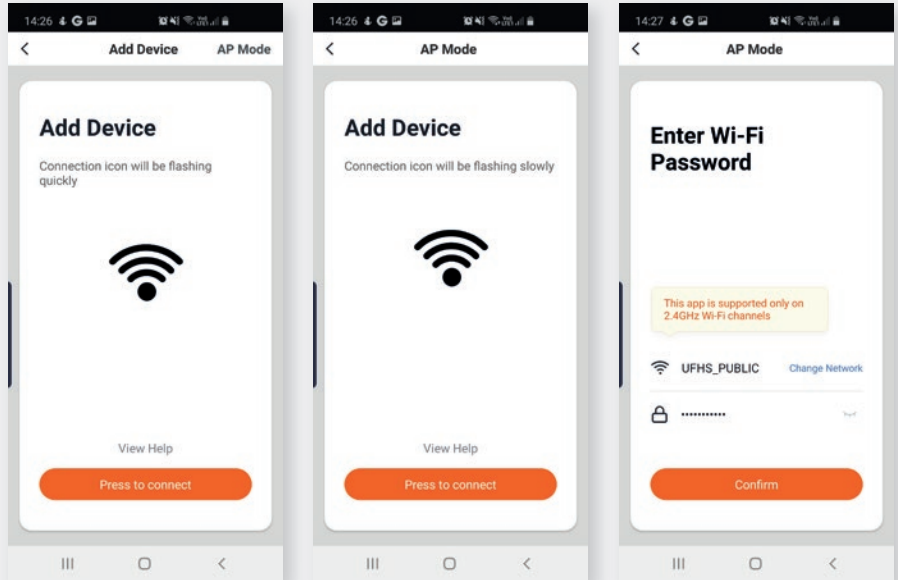 14:26 G
Add Device AP Mode
Add Device
Connection icon will be flashing
quickly
View Help
Press to connect
14:26 G
AP Mode
Add Device
Connection icon will be flashing slowly
View Help
Press to connect
14:27 G
AP Mode
Enter Wi-Fi
Password
This app is supported only on
2.4GHz Wi-Fi channels
UFHS_PUBLIC Change Network
Confirm